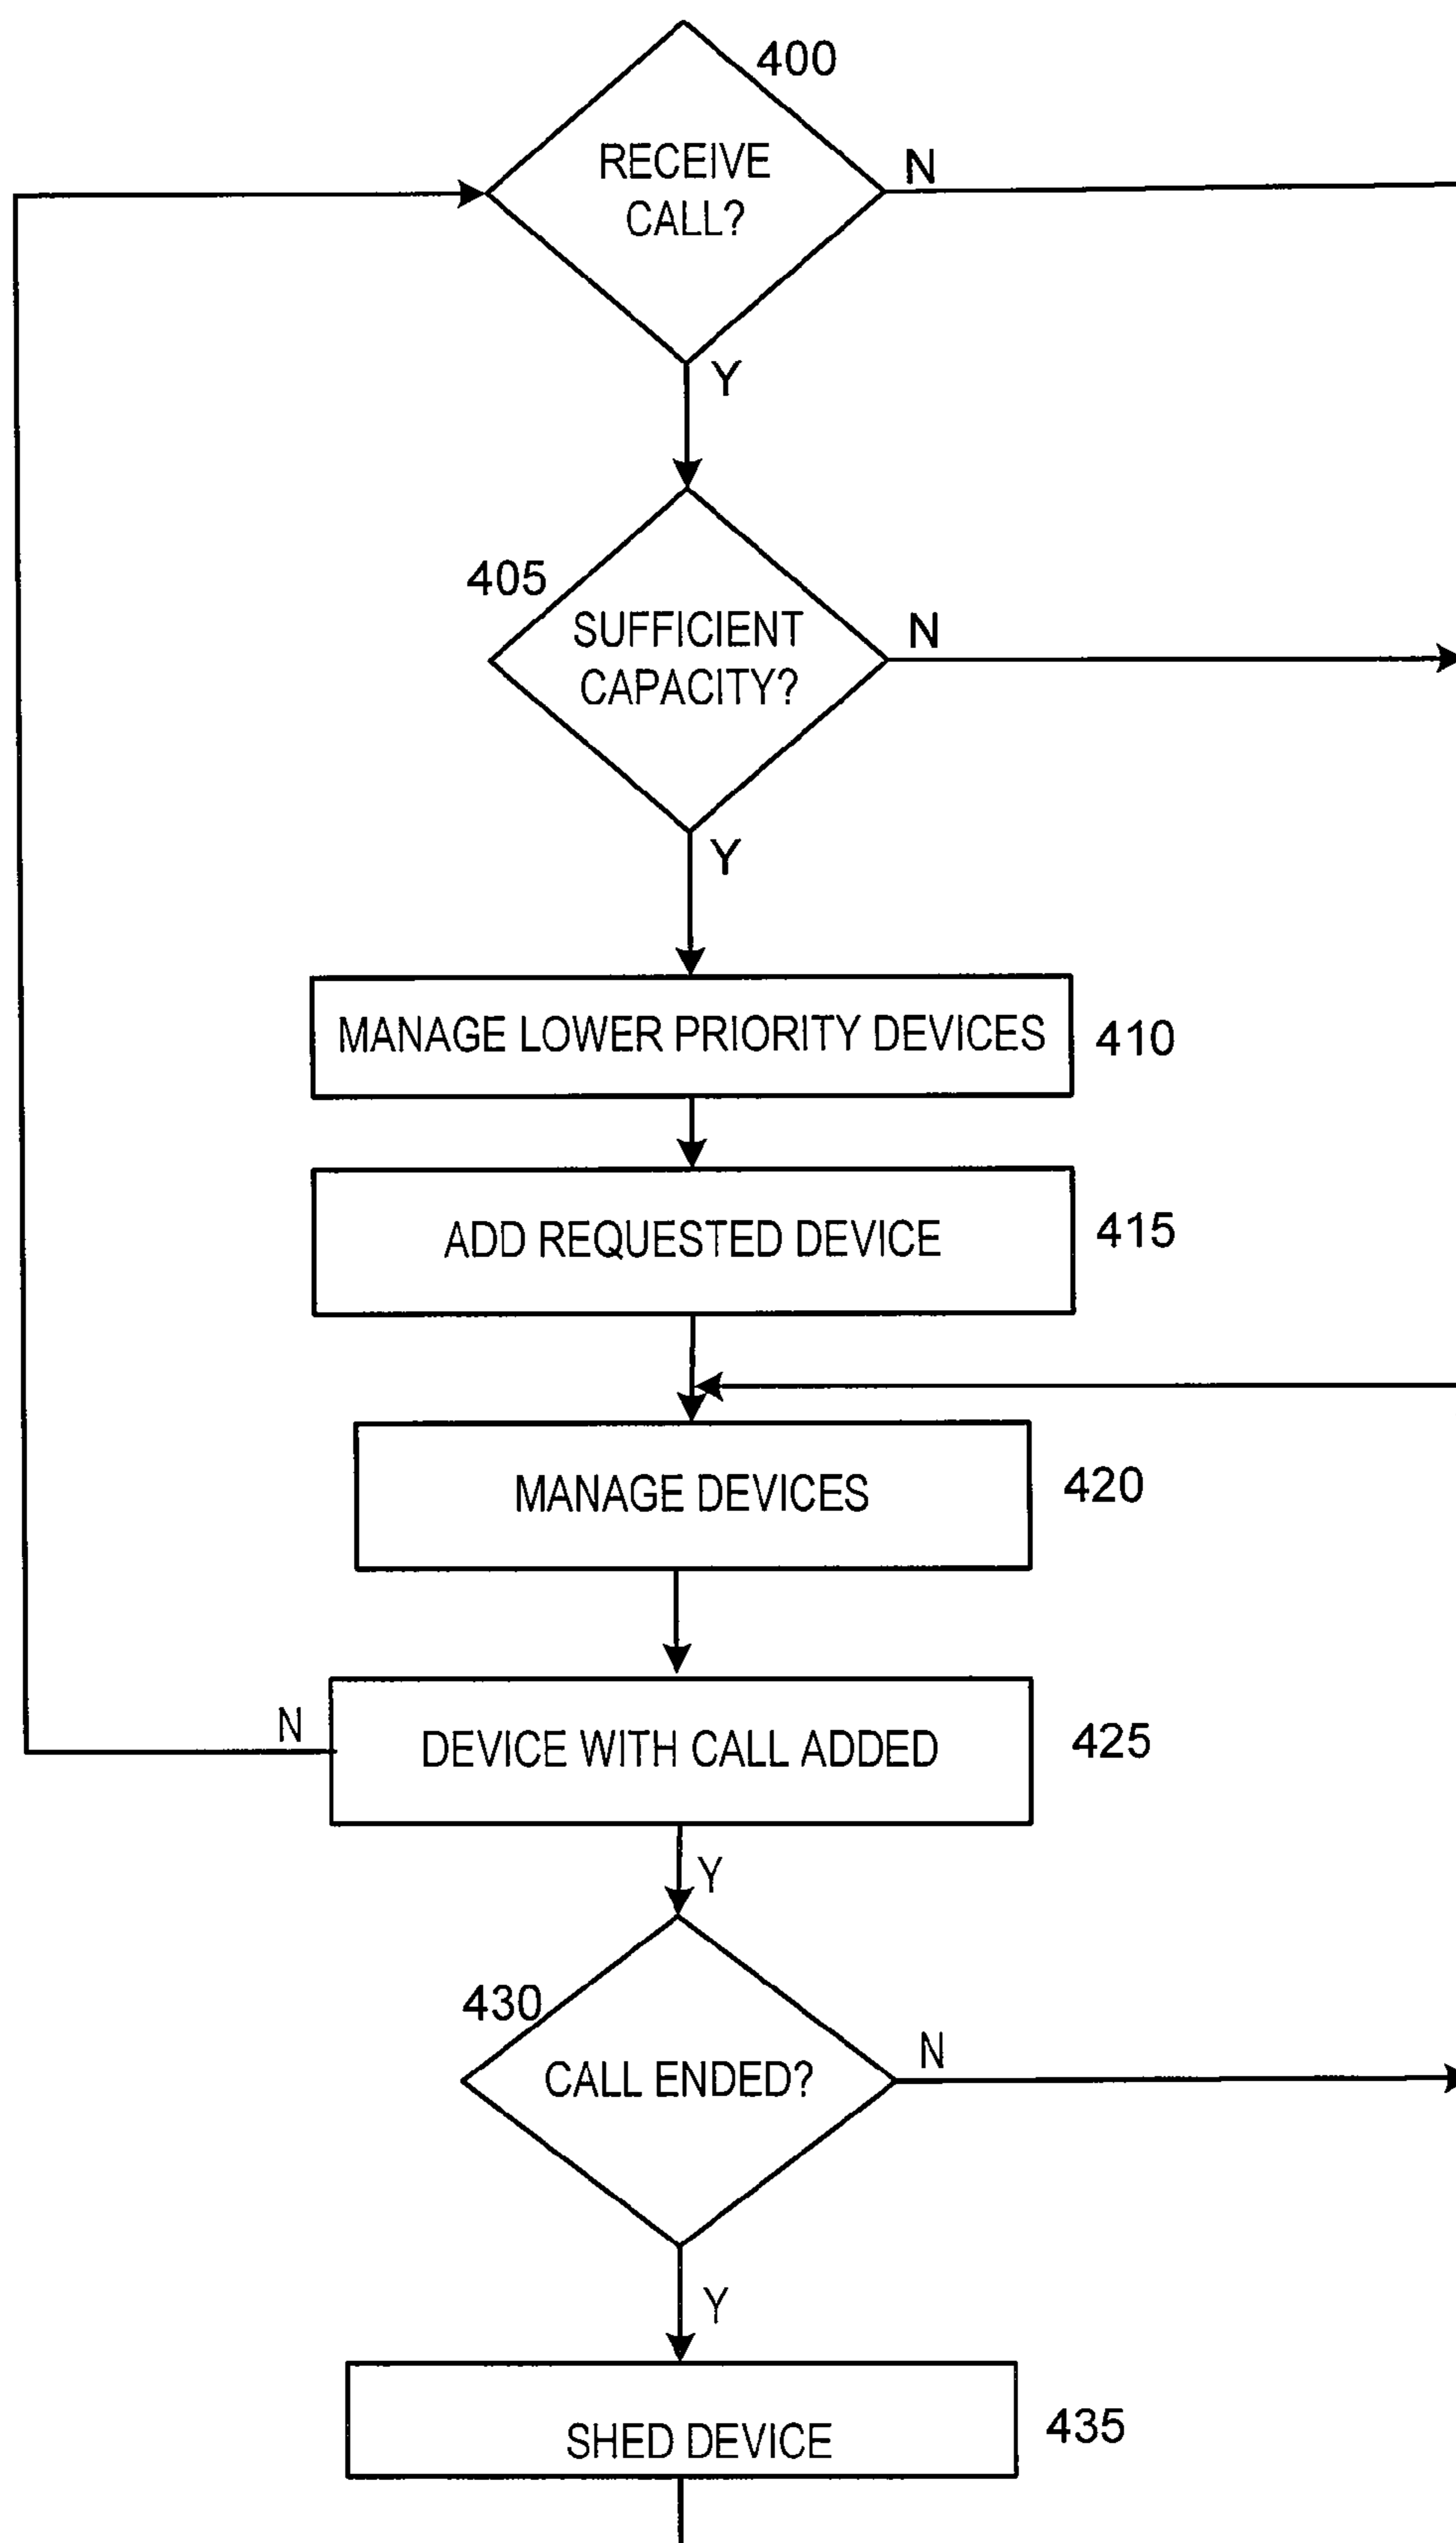 400
RECEIVE
CALL?
N
Y
405
SUFFICIENT
CAPACITY?
N
Y
MANAGE LOWER PRIORITY DEVICES
410
ADD REQUESTED DEVICE
415
MANAGE DEVICES
420
N
DEVICE WITH CALL ADDED
425
Y
430
CALL ENDED?
N
Y
SHED DEVICE
435